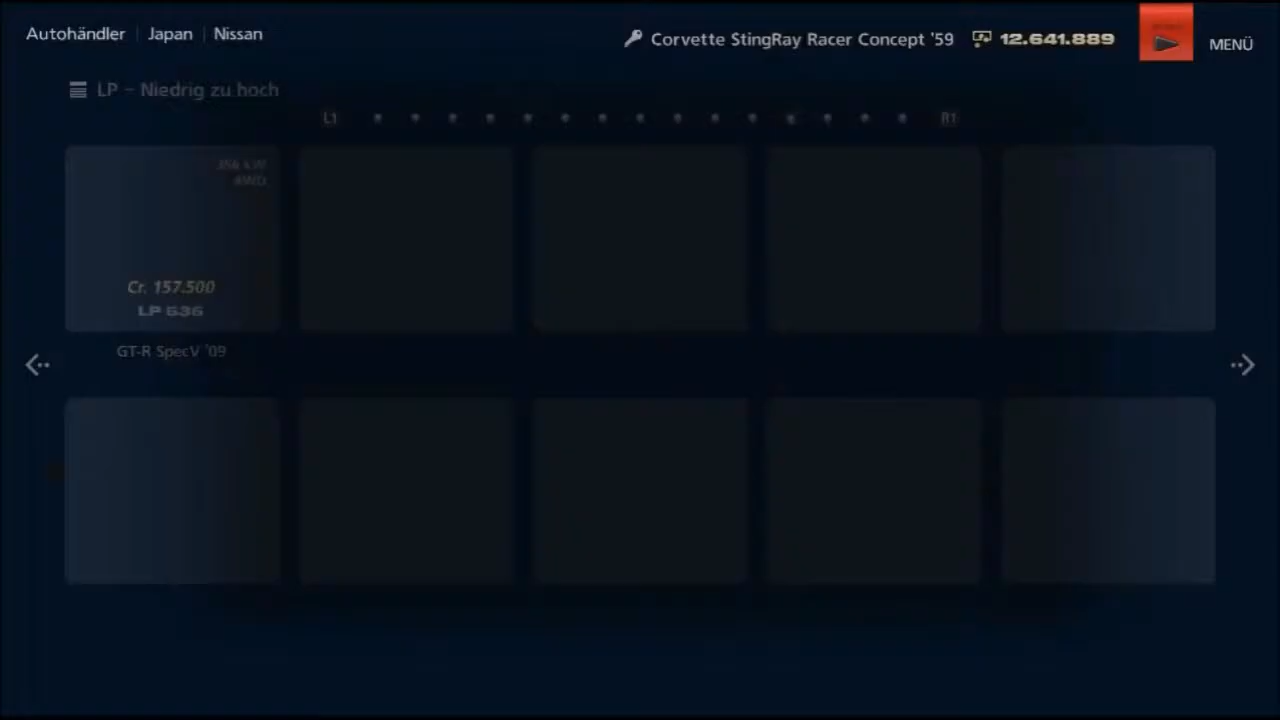 Autohändler | Japan | Nissan
Corvette StingRay Racer Concept '59
12.641.889
MENÜ
LP – Niedrig zu hoch
L1
R1
4WD
Cr. 157.500
LP 636
GT-R SpecV '09